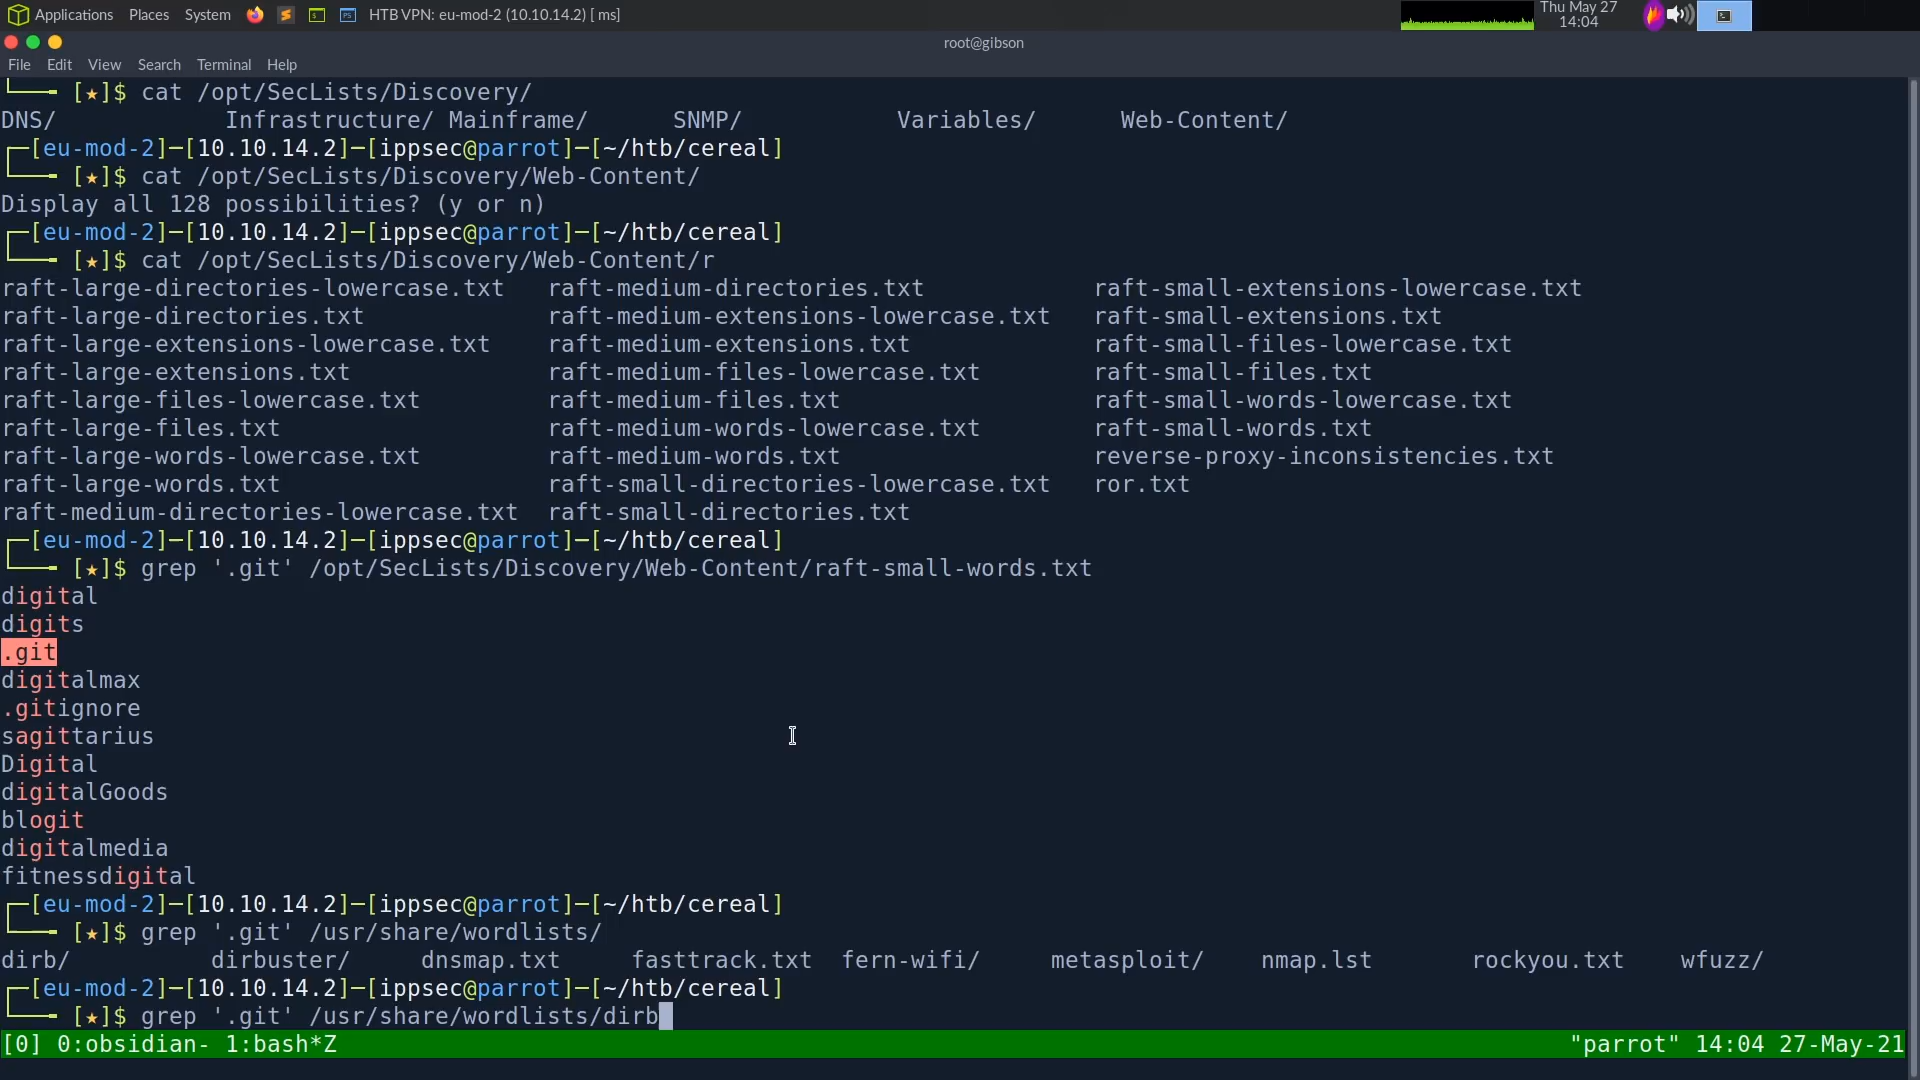 Applications Places System HTB VPN: eu-mod-2 (10.10.14.2) [ ms] Thu May 27
14:04
root@gibson
File Edit View Search Terminal Help
└──╼ [★]$ cat /opt/SecLists/Discovery/
DNS/ Infrastructure/ Mainframe/ SNMP/ Variables/ Web-Content/
┌─[eu-mod-2]─[10.10.14.2]─[ippsec@parrot]─[~/htb/cereal]
└──╼ [★]$ cat /opt/SecLists/Discovery/Web-Content/
Display all 128 possibilities? (y or n)
┌─[eu-mod-2]─[10.10.14.2]─[ippsec@parrot]─[~/htb/cereal]
└──╼ [★]$ cat /opt/SecLists/Discovery/Web-Content/r
raft-large-directories-lowercase.txt raft-medium-directories.txt raft-small-extensions-lowercase.txt
raft-large-directories.txt raft-medium-extensions-lowercase.txt raft-small-extensions.txt
raft-large-extensions-lowercase.txt raft-medium-extensions.txt raft-small-files-lowercase.txt
raft-large-extensions.txt raft-medium-files-lowercase.txt raft-small-files.txt
raft-large-files-lowercase.txt raft-medium-files.txt raft-small-words-lowercase.txt
raft-large-files.txt raft-medium-words-lowercase.txt raft-small-words.txt
raft-large-words-lowercase.txt raft-medium-words.txt reverse-proxy-inconsistencies.txt
raft-large-words.txt raft-small-directories-lowercase.txt ror.txt
raft-medium-directories-lowercase.txt raft-small-directories.txt
┌─[eu-mod-2]─[10.10.14.2]─[ippsec@parrot]─[~/htb/cereal]
└──╼ [★]$ grep '.git' /opt/SecLists/Discovery/Web-Content/raft-small-words.txt
digital
digits
.git
digitalmax
.gitignore
sagittarius
Digital
digitalGoods
blogit
digitalmedia
fitnessdigital
┌─[eu-mod-2]─[10.10.14.2]─[ippsec@parrot]─[~/htb/cereal]
└──╼ [★]$ grep '.git' /usr/share/wordlists/
dirb/ dirbuster/ dnsmap.txt fasttrack.txt fern-wifi/ metasploit/ nmap.lst rockyou.txt wfuzz/
┌─[eu-mod-2]─[10.10.14.2]─[ippsec@parrot]─[~/htb/cereal]
└──╼ [★]$ grep '.git' /usr/share/wordlists/dirb
[0] 0:obsidian- 1:bash*Z "parrot" 14:04 27-May-21